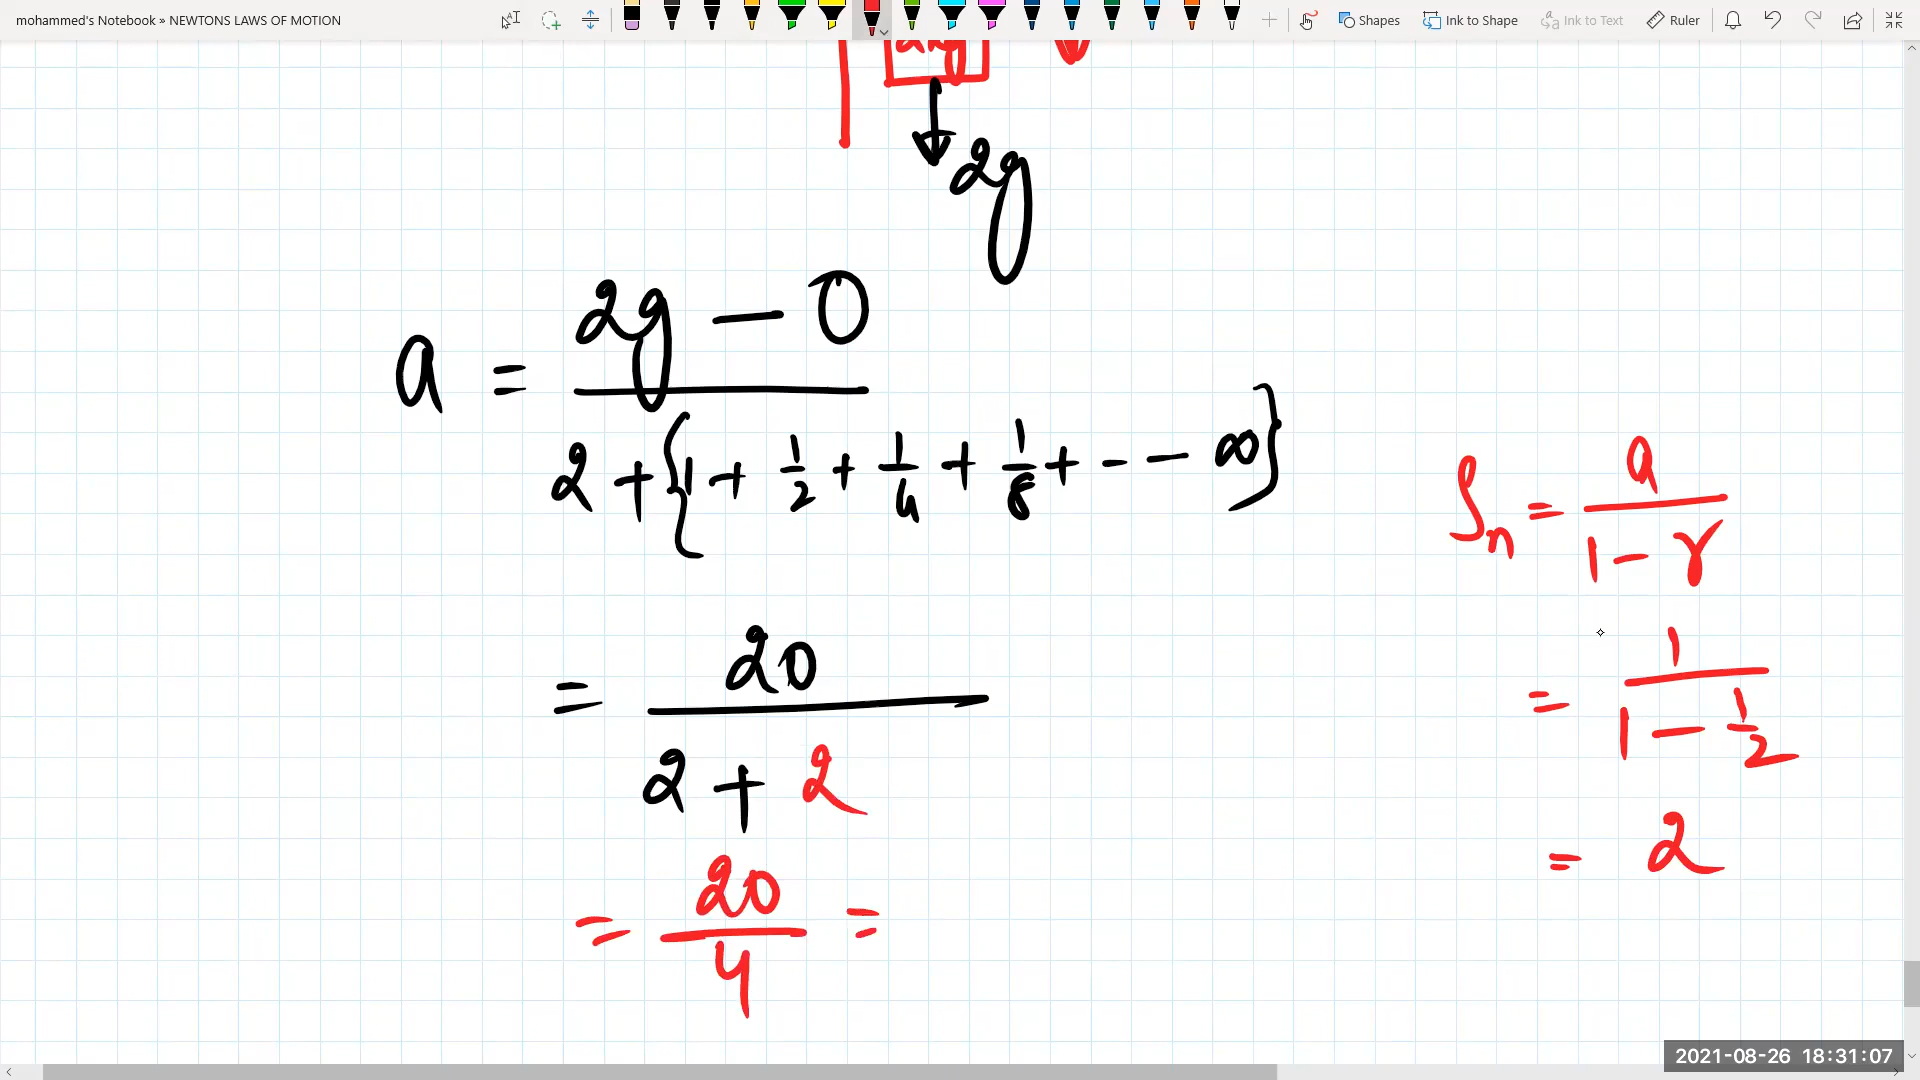 mohammed's Notebook » NEWTONS LAWS OF MOTION
Shapes
Ink to Shape
Ink to Text
Ruler
2kg
2g
a = (2g - 0) / (2 + {1 + 1/2 + 1/4 + 1/8 + - - ∞})
Sn = a / (1 - r)
= 20 / (2 + 2)
= 1 / (1 - 1/2)
= 20 / 4 =
= 2
2021-08-26 18:31:07